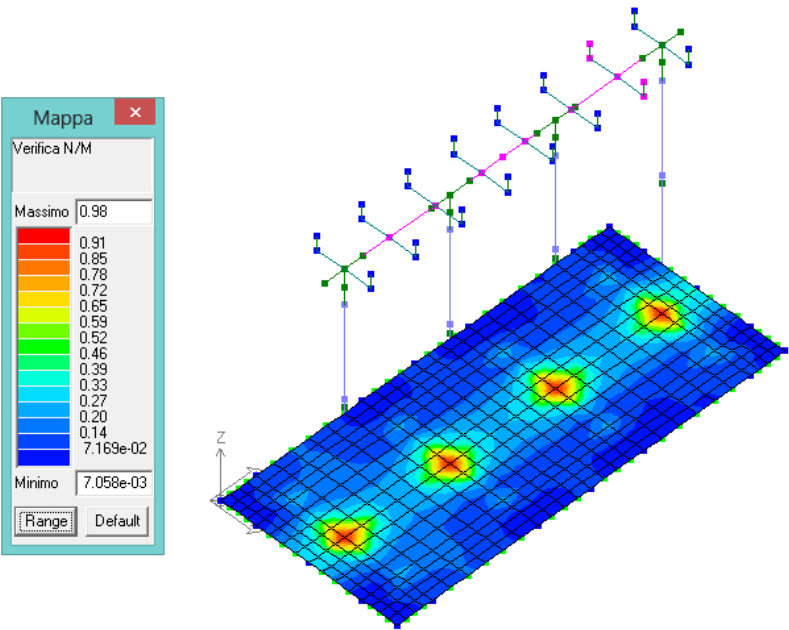 Mappa
Verifica N/M
Massimo 0.98
0.91
0.85
0.78
0.72
0.65
0.59
0.52
0.46
0.39
0.33
0.27
0.20
0.14
7.169e-02
Minimo 7.058e-03
Range Default
Z